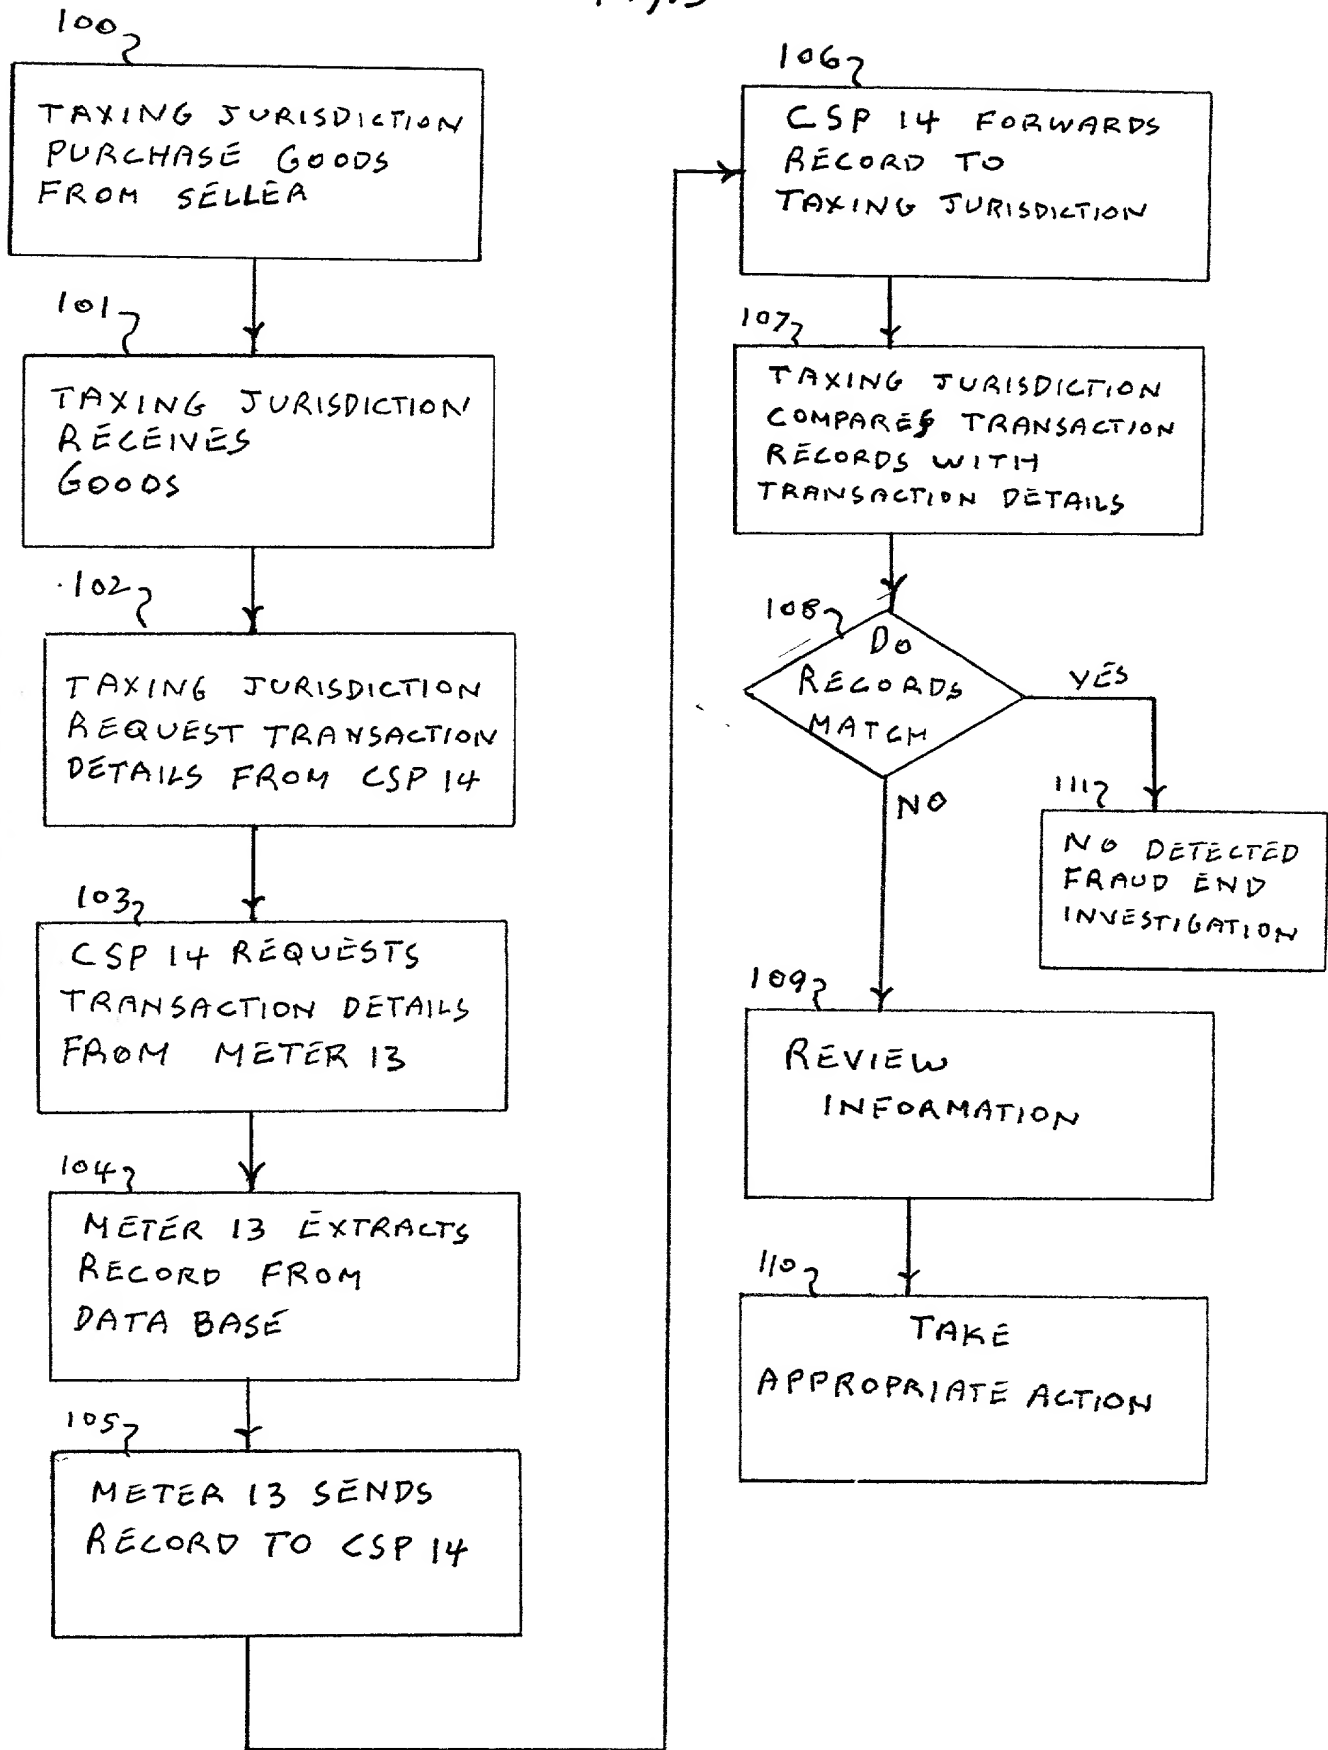 100
TAXING JURISDICTION
PURCHASE GOODS
FROM SELLER
101
TAXING JURISDICTION
RECEIVES
GOODS
102
TAXING JURISDICTION
REQUEST TRANSACTION
DETAILS FROM CSP 14
103
CSP 14 REQUESTS
TRANSACTION DETAILS
FROM METER 13
104
METER 13 EXTRACTS
RECORD FROM
DATA BASE
105
METER 13 SENDS
RECORD TO CSP 14
106
CSP 14 FORWARDS
RECORD TO
TAXING JURISDICTION
107
TAXING JURISDICTION
COMPARES TRANSACTION
RECORDS WITH
TRANSACTION DETAILS
108
DO
RECORDS
MATCH
YES
NO
111
NO DETECTED
FRAUD END
INVESTIGATION
109
REVIEW
INFORMATION
110
TAKE
APPROPRIATE ACTION